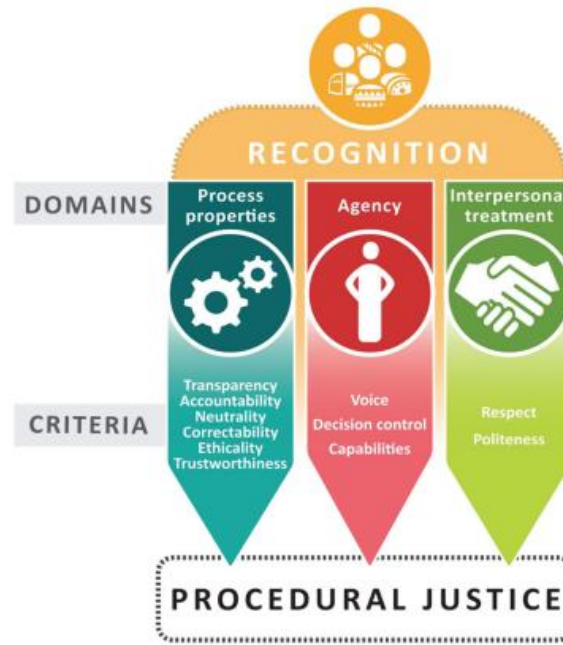 RECOGNITION
DOMAINS
Process
properties
Agency
Interpersona
treatment
CRITERIA
Transparency
Accountability
Neutrality
Correctability
Ethicality
Trustworthiness
Voice
Decision control
Capabilities
Respect
Politeness
PROCEDURAL JUSTICE